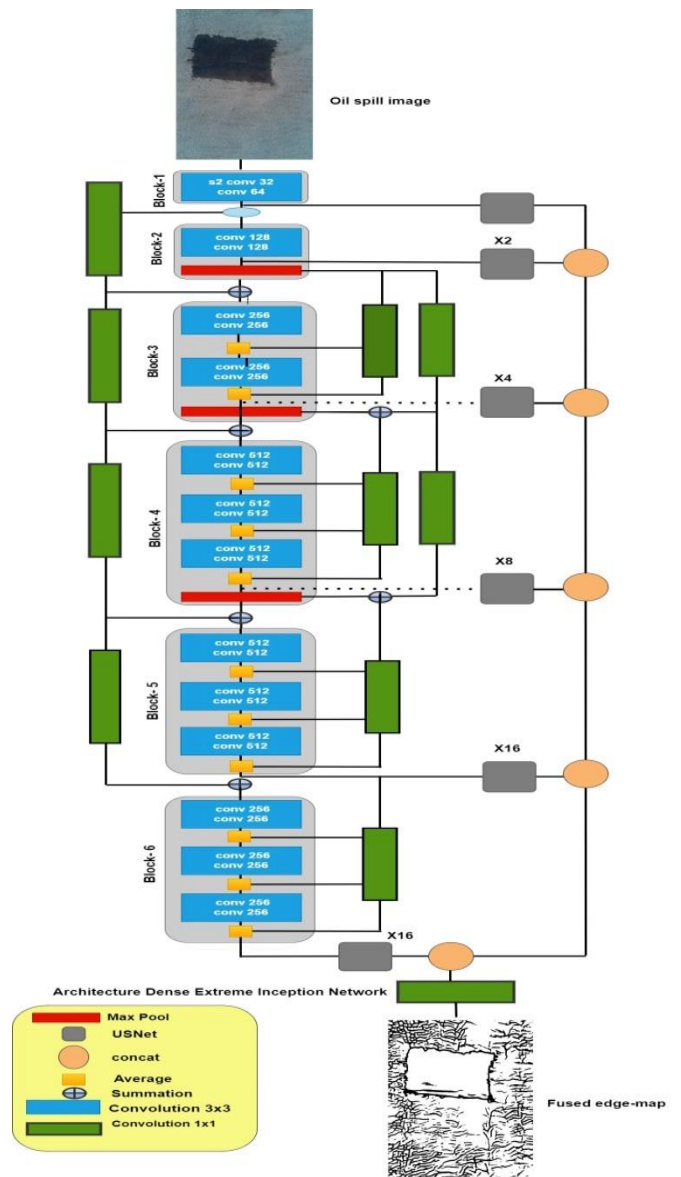 Oil spill image
Block-1
s2 conv 32
conv 64
X2
Block-2
conv 128
conv 128
Block-3
conv 256
conv 256
conv 256
conv 256
X4
Block-4
conv 512
conv 512
conv 512
conv 512
conv 512
conv 512
X8
Block-5
conv 512
conv 512
conv 512
conv 512
conv 512
conv 512
X16
Block-6
conv 256
conv 256
conv 256
conv 256
conv 256
conv 256
X16
Architecture Dense Extreme Inception Network
Max Pool
USNet
concat
Average
Summation
Convolution 3x3
Convolution 1x1
Fused edge-map